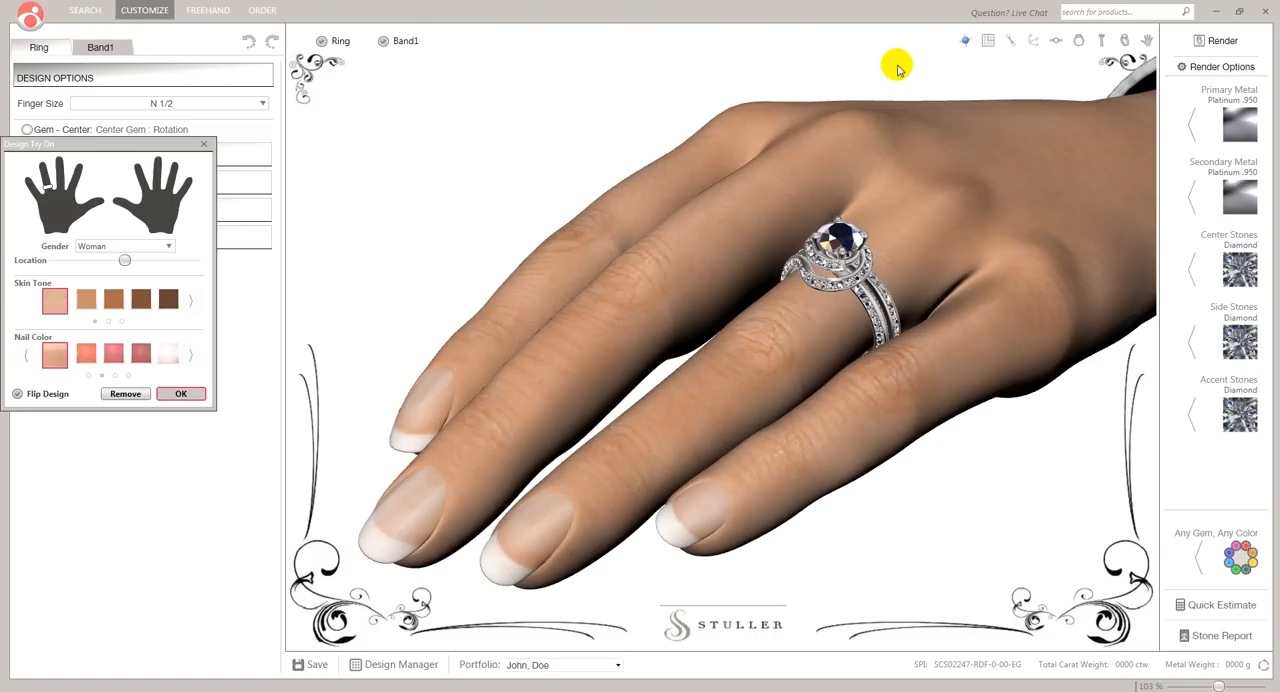 SEARCH CUSTOMIZE FREEHAND ORDER
Question? Live Chat
search for products...
Ring Band1
DESIGN OPTIONS
Finger Size N 1/2
Gem - Center: Center Gem : Rotation
Design Try On
Gender Woman
Location
Skin Tone
Nail Color
Flip Design Remove OK
Ring Band1
STULLER
Render
Render Options
Primary Metal
Platinum .950
Secondary Metal
Platinum .950
Center Stones
Diamond
Side Stones
Diamond
Accent Stones
Diamond
Any Gem, Any Color
Quick Estimate
Stone Report
Save Design Manager Portfolio: John, Doe
SPI: SCS02247-RDF-0-00-EG Total Carat Weight: 0000 ctw Metal Weight: 0000 g
103 %